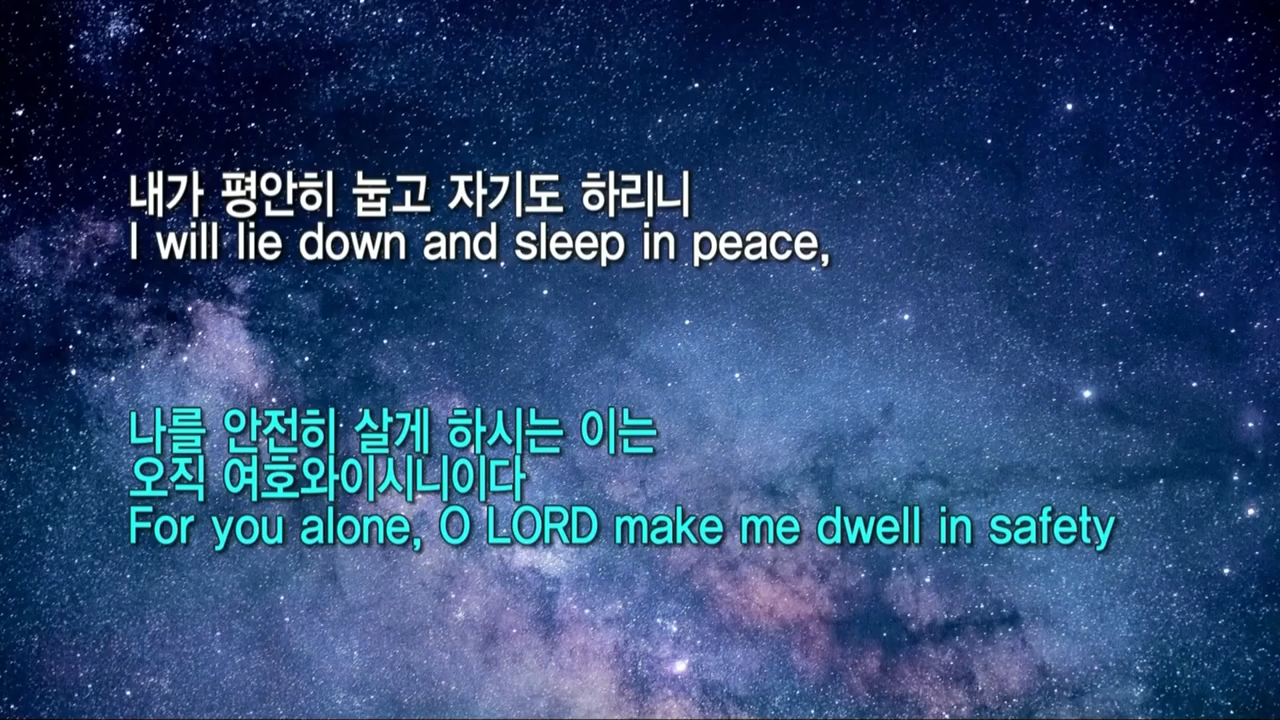 내가 평안히 눕고 자기도 하리니
I will lie down and sleep in peace,
나를 안전히 살게 하시는 이는
오직 여호와이시니이다
For you alone, O LORD make me dwell in safety